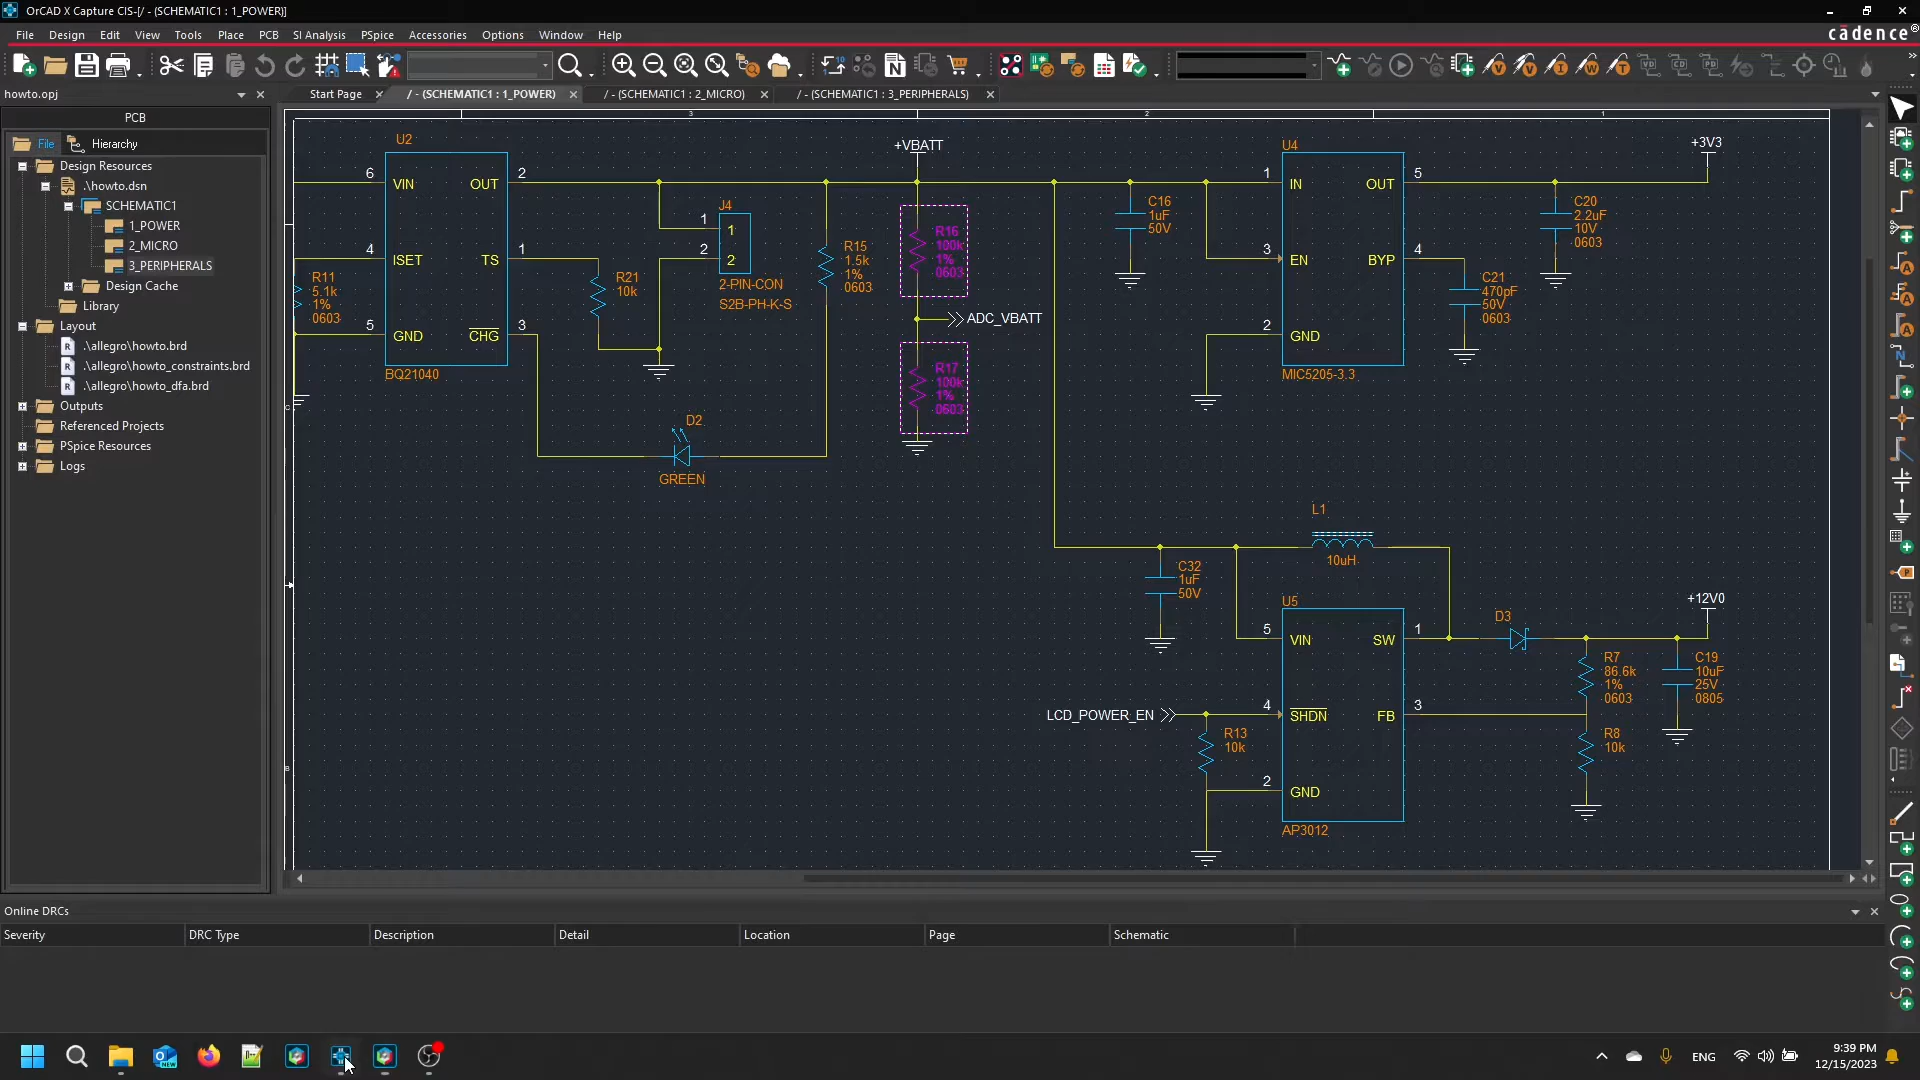 OrCAD X Capture CIS-[/ - (SCHEMATIC1 : 1_POWER)]
File Design Edit View Tools Place PCB SI Analysis PSpice Accessories Options Window Help
cadence®
howto.opj
Start Page
/ - (SCHEMATIC1 : 1_POWER)
/ - (SCHEMATIC1 : 2_MICRO)
/ - (SCHEMATIC1 : 3_PERIPHERALS)
PCB
File
Hierarchy
Design Resources
.\howto.dsn
SCHEMATIC1
1_POWER
2_MICRO
3_PERIPHERALS
Design Cache
Library
Layout
.\allegro\howto.brd
.\allegro\howto_constraints.brd
.\allegro\howto_dfa.brd
Outputs
Referenced Projects
PSpice Resources
Logs
3
2
1
U2
6 VIN
OUT 2
4 ISET
TS 1
5 GND
CHG 3
BQ21040
R11
5.1k
1%
0603
R21
10k
J4
1 1
2 2
2-PIN-CON
S2B-PH-K-S
R15
1.5k
1%
0603
D2
GREEN
+VBATT
R16
100k
1%
0603
ADC_VBATT
R17
100k
1%
0603
C16
1uF
50V
U4
1 IN
OUT 5
3 EN
BYP 4
2 GND
MIC5205-3.3
+3V3
C20
2.2uF
10V
0603
C21
470pF
50V
0603
L1
10uH
C32
1uF
50V
U5
5 VIN
SW 1
4 SHDN
FB 3
2 GND
AP3012
LCD_POWER_EN
R13
10k
D3
+12V0
R7
86.6k
1%
0603
C19
10uF
25V
0805
R8
10k
C
B
Online DRCs
Severity DRC Type Description Detail Location Page Schematic
ENG
9:39 PM
12/15/2023